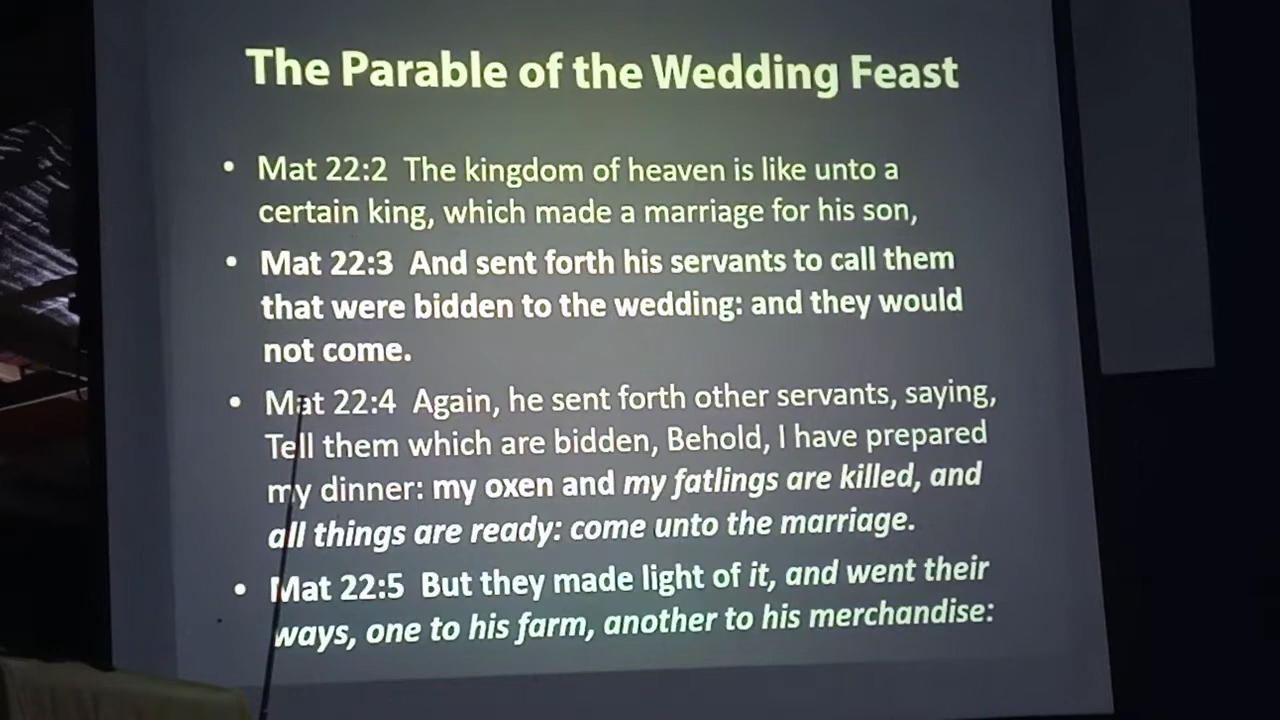 The Parable of the Wedding Feast
• Mat 22:2 The kingdom of heaven is like unto a
certain king, which made a marriage for his son,
• Mat 22:3 And sent forth his servants to call them
that were bidden to the wedding: and they would
not come.
• Mat 22:4 Again, he sent forth other servants, saying,
Tell them which are bidden, Behold, I have prepared
my dinner: my oxen and my fatlings are killed, and
all things are ready: come unto the marriage.
• Mat 22:5 But they made light of it, and went their
ways, one to his farm, another to his merchandise: